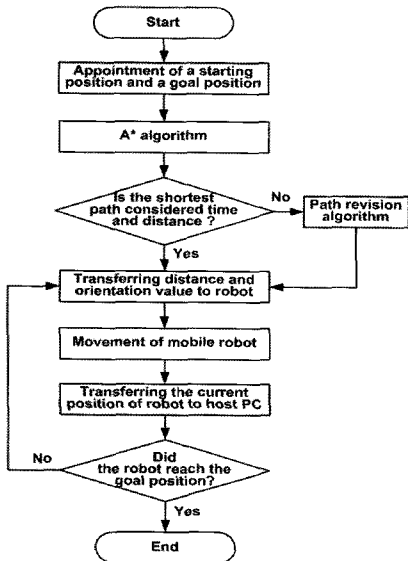 Start
Appointment of a starting
position and a goal position
A* algorithm
Is the shortest
path considered time
and distance ?
No
Path revision
algorithm
Yes
Transferring distance and
orientation value to robot
Movement of mobile robot
Transferring the current
position of robot to host PC
Did
the robot reach the
goal position?
No
Yes
End